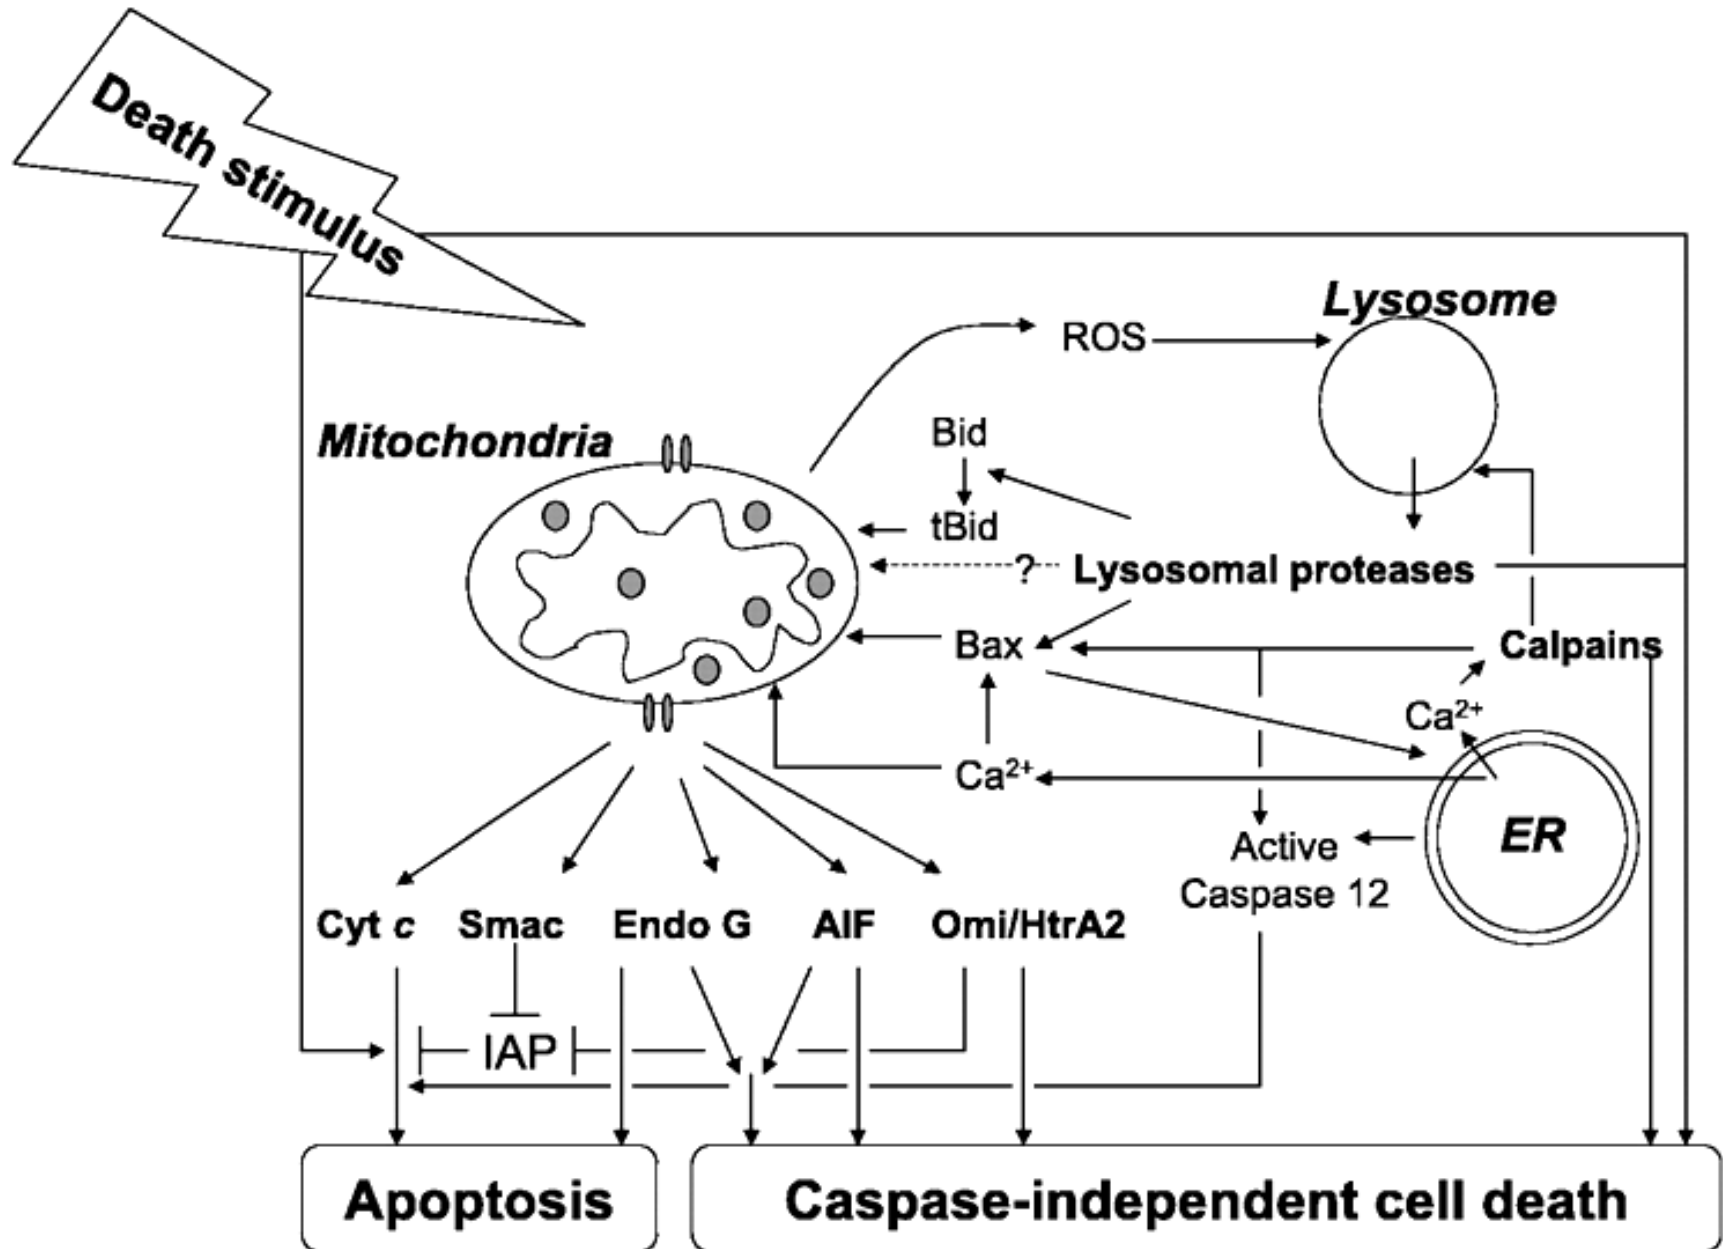 Death stimulus
Lysosome
ROS
Bid
Mitochondria
tBid
?
Lysosomal proteases
Bax
Calpains
Ca²⁺
Ca²⁺
ER
Active
Caspase 12
Cyt c
Smac
Endo G
AIF
Omi/HtrA2
IAP
Apoptosis
Caspase-independent cell death